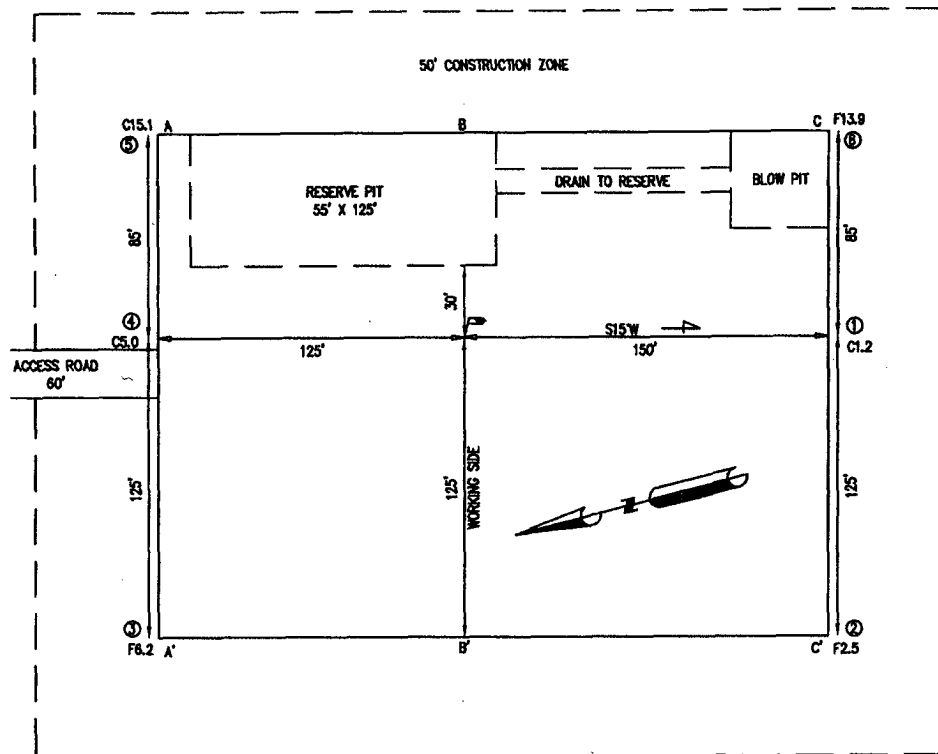 50' CONSTRUCTION ZONE
C15.1 A B C F13.9
⑤ ⑥
RESERVE PIT
55' X 125'
DRAIN TO RESERVE
BLOW PIT
85' 85'
30'
④ S15°W ①
C5.0 125' 150' C1.2
ACCESS ROAD
60'
125' 125' WORKING SIDE 125'
N
③ ②
F6.2 A' B' C' F2.5